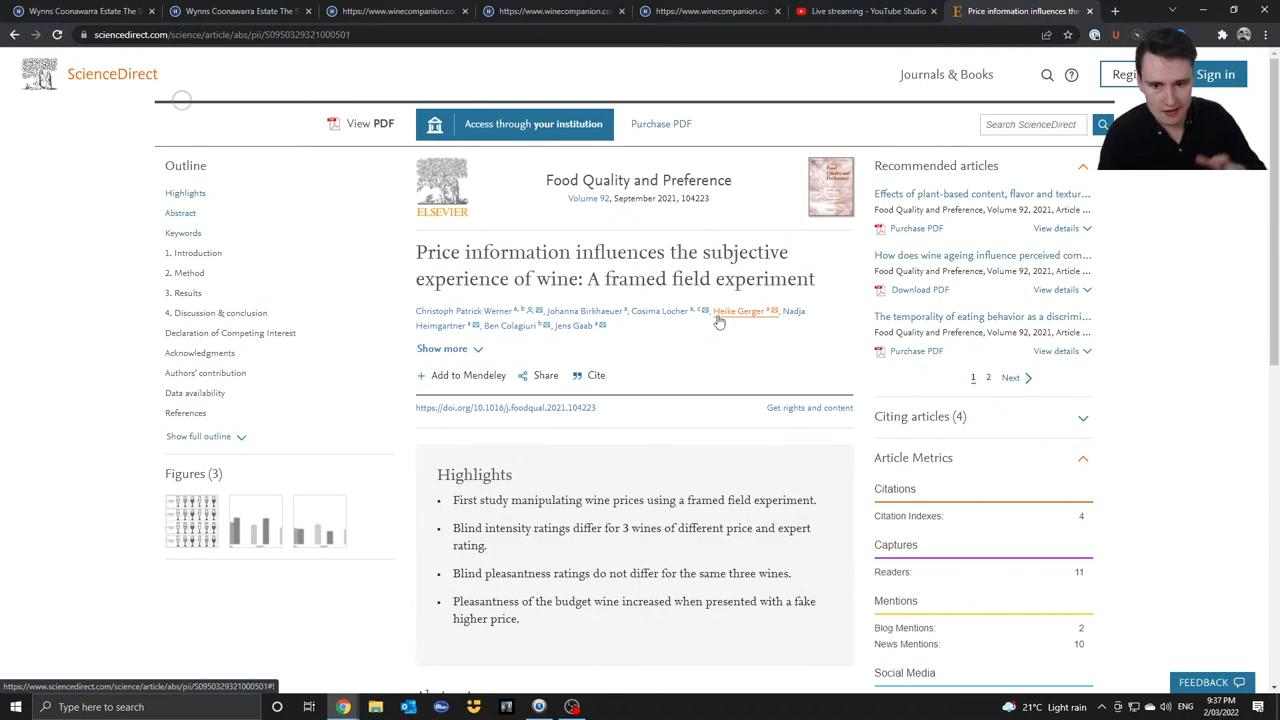 Wynns Coonawarra Estate The S
Wynns Coonawarra Estate The S
https://www.wineconversation.co
https://www.wineconversation.co
https://www.wineconversation.co
Live streaming - YouTube Studio
Price information influences the
sciencedirect.com/science/article/abs/pii/S0950329321000501
ScienceDirect
Journals & Books
Regi
Sign in
View PDF
Access through your institution
Purchase PDF
Search ScienceDirect
Outline
Highlights
Abstract
Keywords
1. Introduction
2. Method
3. Results
4. Discussion & conclusion
Declaration of Competing Interest
Acknowledgments
Authors' contribution
Data availability
References
Show full outline
Figures (3)
ELSEVIER
Food Quality and Preference
Volume 92, September 2021, 104223
Price information influences the subjective
experience of wine: A framed field experiment
Christoph Patrick Werner a, b, Johanna Birkhaeuer a, Cosima Locher a, c, Heike Gerger a, Nadja
Heimgartner a, Ben Colagiuri b, Jens Gaab a
Show more
+ Add to Mendeley
Share
Cite
https://doi.org/10.1016/j.foodqual.2021.104223
Get rights and content
Highlights
• First study manipulating wine prices using a framed field experiment.
• Blind intensity ratings differ for 3 wines of different price and expert
rating.
• Blind pleasantness ratings do not differ for the same three wines.
• Pleasantness of the budget wine increased when presented with a fake
higher price.
Recommended articles
Effects of plant-based content, flavor and textur...
Food Quality and Preference, Volume 92, 2021, Article ...
Purchase PDF
View details
How does wine ageing influence perceived com...
Food Quality and Preference, Volume 92, 2021, Article ...
Download PDF
View details
The temporality of eating behavior as a discrimi...
Food Quality and Preference, Volume 92, 2021, Article ...
Purchase PDF
View details
1 2 Next
Citing articles (4)
Article Metrics
Citations
Citation Indexes: 4
Captures
Readers: 11
Mentions
Blog Mentions: 2
News Mentions: 10
Social Media
FEEDBACK
https://www.sciencedirect.com/science/article/abs/pii/S0950329321000501#!
Type here to search
21°C Light rain
ENG
9:37 PM
2/03/2022